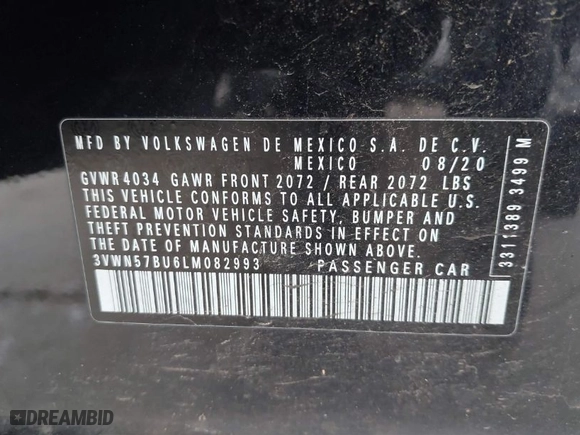 MFD BY VOLKSWAGEN DE MEXICO S.A. DE C.V.
MEXICO 08/20
GVWR 4034 GAWR FRONT 2072 / REAR 2072 LBS
THIS VEHICLE CONFORMS TO ALL APPLICABLE U.S.
FEDERAL MOTOR VEHICLE SAFETY, BUMPER AND
THEFT PREVENTION STANDARDS IN EFFECT ON
THE DATE OF MANUFACTURE SHOWN ABOVE.
3VWN57BU6LM082993 PASSENGER CAR
3311389 3499 M
DREAMBID